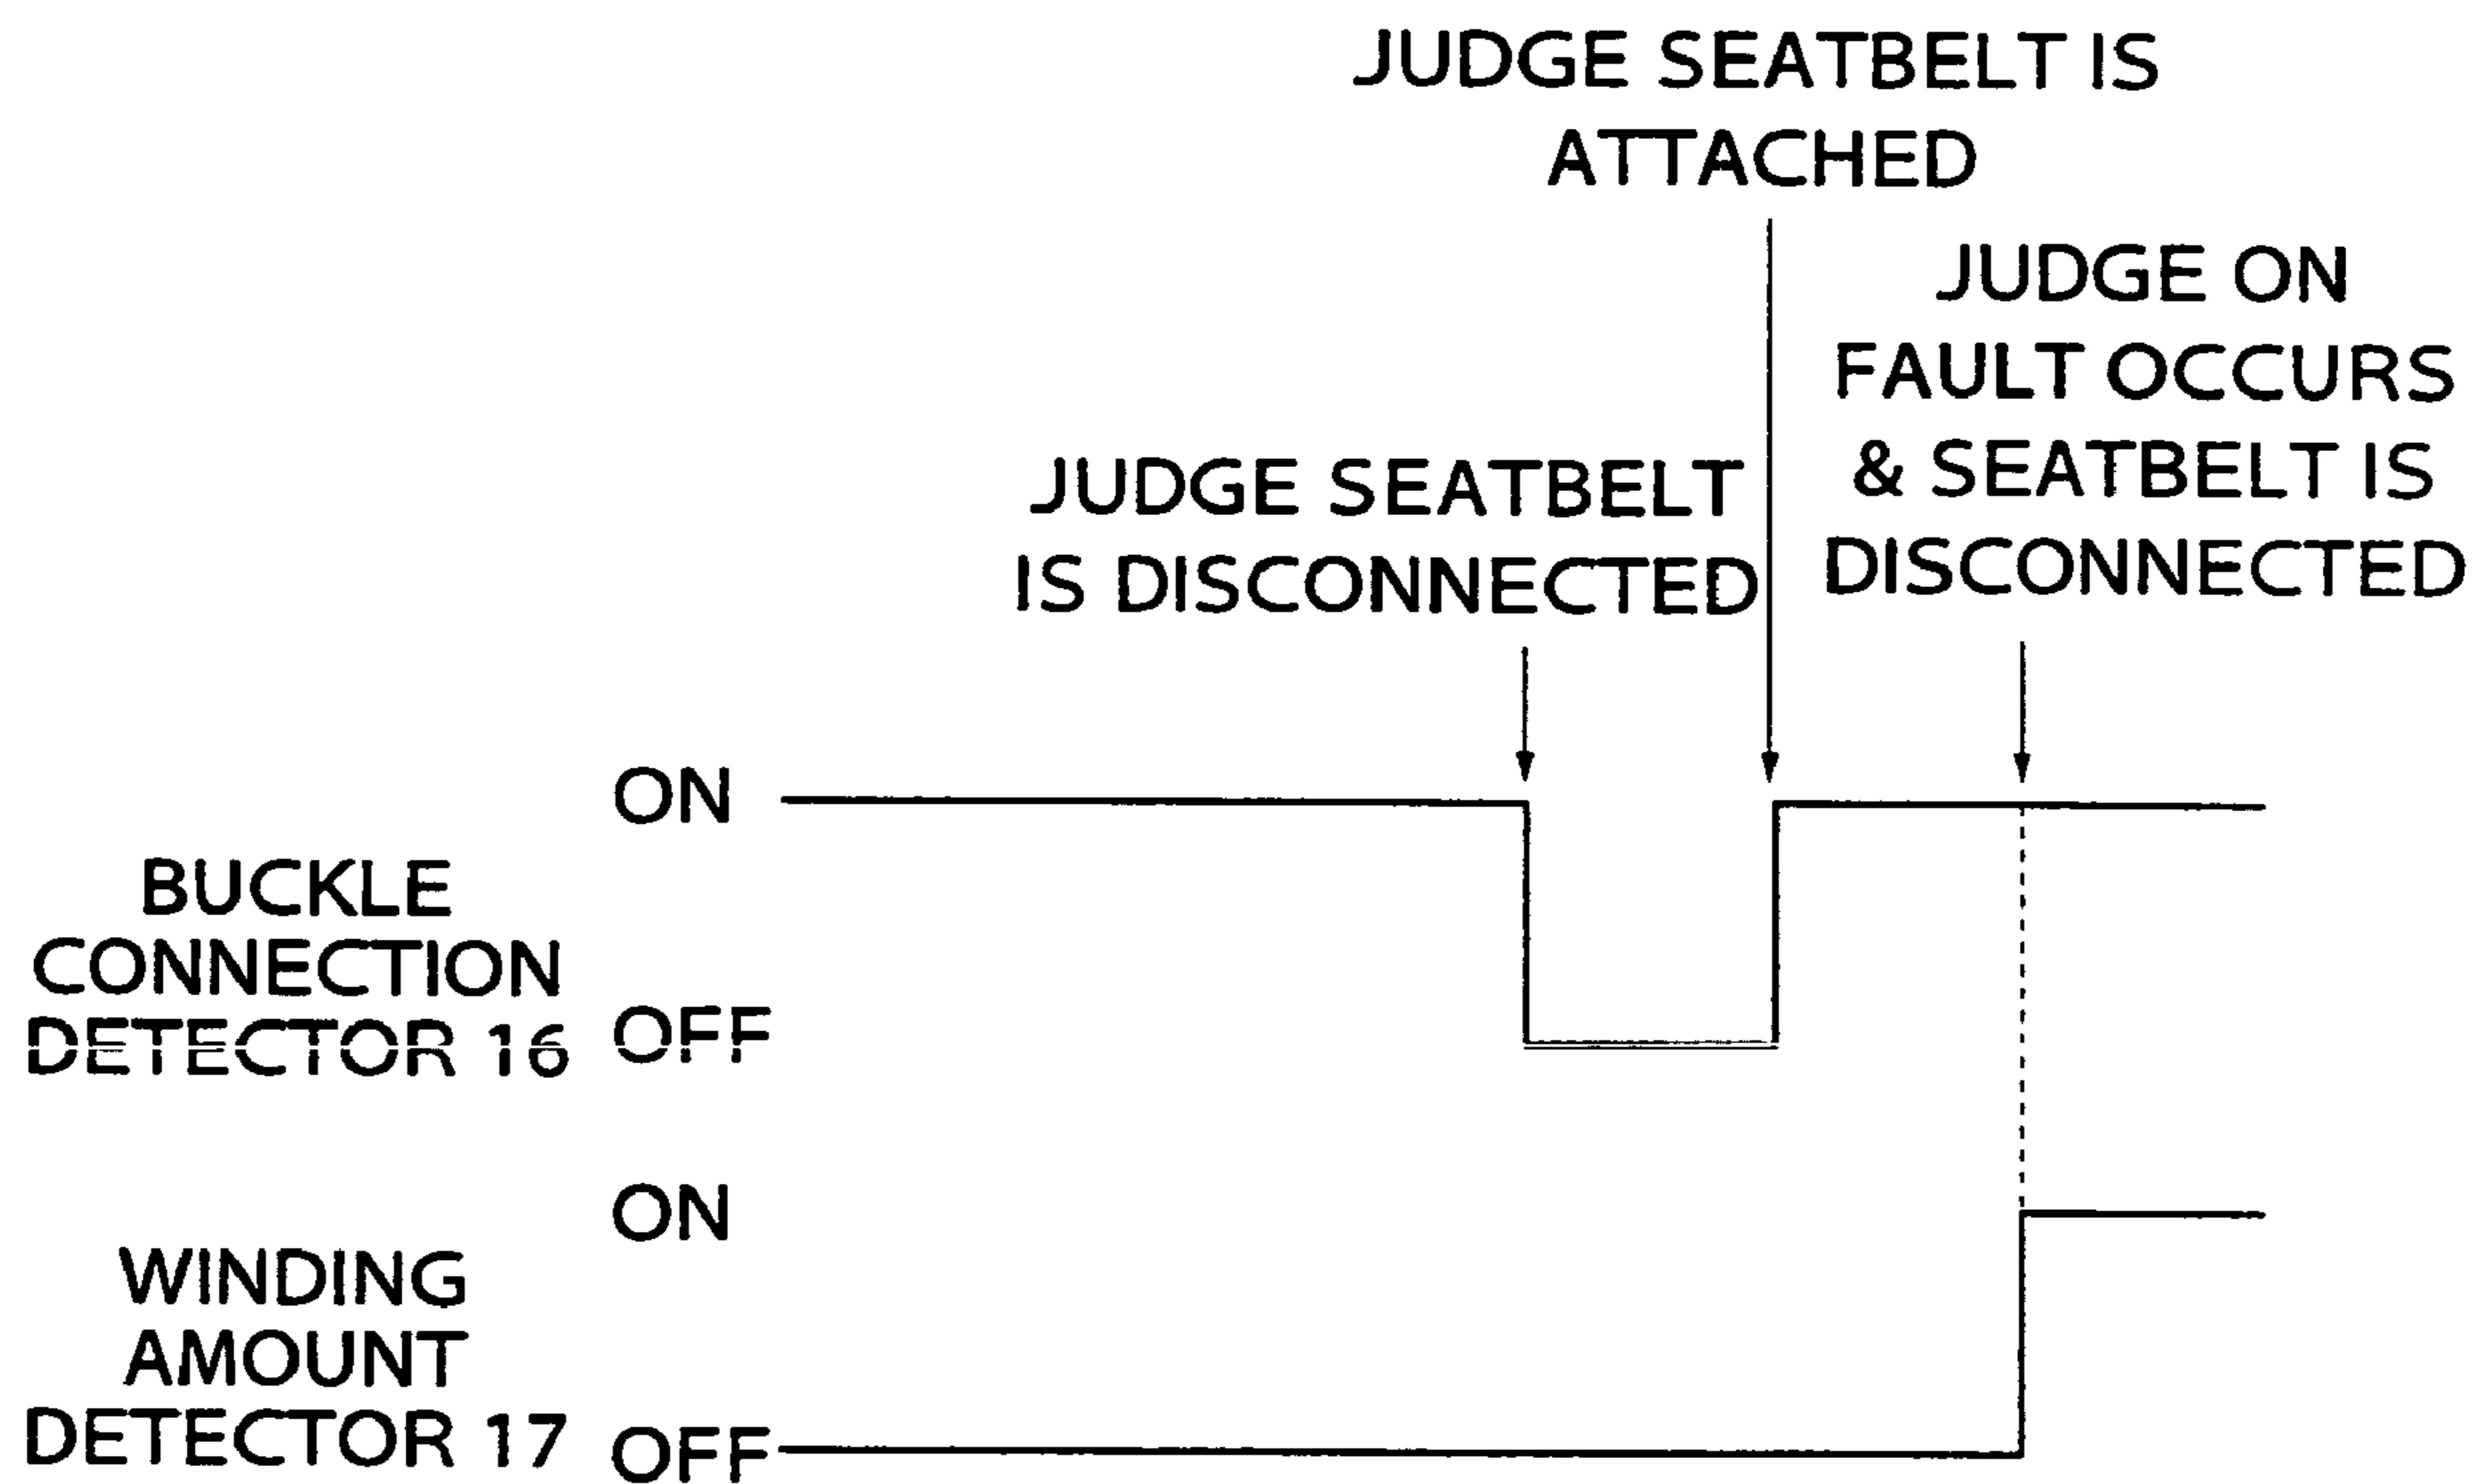 JUDGE SEATBELT IS
ATTACHED
JUDGE ON
FAULT OCCURS
& SEATBELT IS
DISCONNECTED
JUDGE SEATBELT
IS DISCONNECTED
ON
BUCKLE
CONNECTION
DETECTOR 16
OFF
ON
WINDING
AMOUNT
DETECTOR 17
OFF